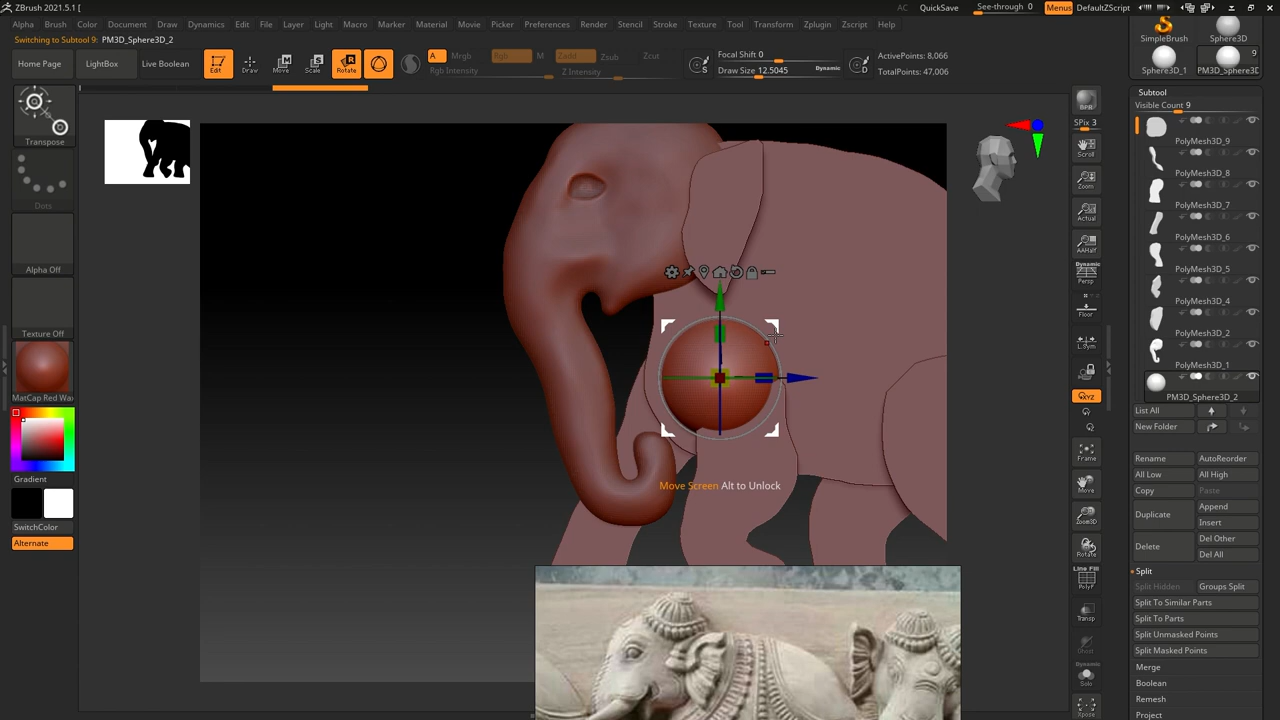 ZBrush 2021.5.1 [
AC QuickSave See-through 0 Menus DefaultZScript
Alpha Brush Color Document Draw Dynamics Edit File Layer Light Macro Marker Material Movie Picker Preferences Render Stencil Stroke Texture Tool Transform Zplugin Zscript Help
Switching to Subtool 9: PM3D_Sphere3D_2
Home Page LightBox Live Boolean Edit Draw Move Scale Rotate A Mrgb Rgb M Zadd Zsub Zcut
Rgb Intensity Z Intensity
Focal Shift 0
Draw Size 12.5045 Dynamic
S D
ActivePoints: 8,066
TotalPoints: 47,006
SimpleBrush Sphere3D
9
Sphere3D_1 PM3D_Sphere3D
Transpose
Dots
Alpha Off
Texture Off
MatCap Red Wax
Gradient
SwitchColor
Alternate
Move Screen Alt to Unlock
BPR
SPix 3
Scroll
Zoom
Actual
AAHalf
Dynamic
Persp
Floor
L.Sym
XYZ
Frame
Move
Zoom3D
Rotate
Line Fill
PolyF
Transp
Ghost
Dynamic
Solo
Xpose
Subtool
Visible Count 9
PolyMesh3D_9
PolyMesh3D_8
PolyMesh3D_7
PolyMesh3D_6
PolyMesh3D_5
PolyMesh3D_4
PolyMesh3D_2
PolyMesh3D_1
PM3D_Sphere3D_2
List All
New Folder
Rename AutoReorder
All Low All High
Copy Paste
Duplicate Append
Insert
Delete Del Other
Del All
Split
Split Hidden Groups Split
Split To Similar Parts
Split To Parts
Split Unmasked Points
Split Masked Points
Merge
Boolean
Remesh
Project